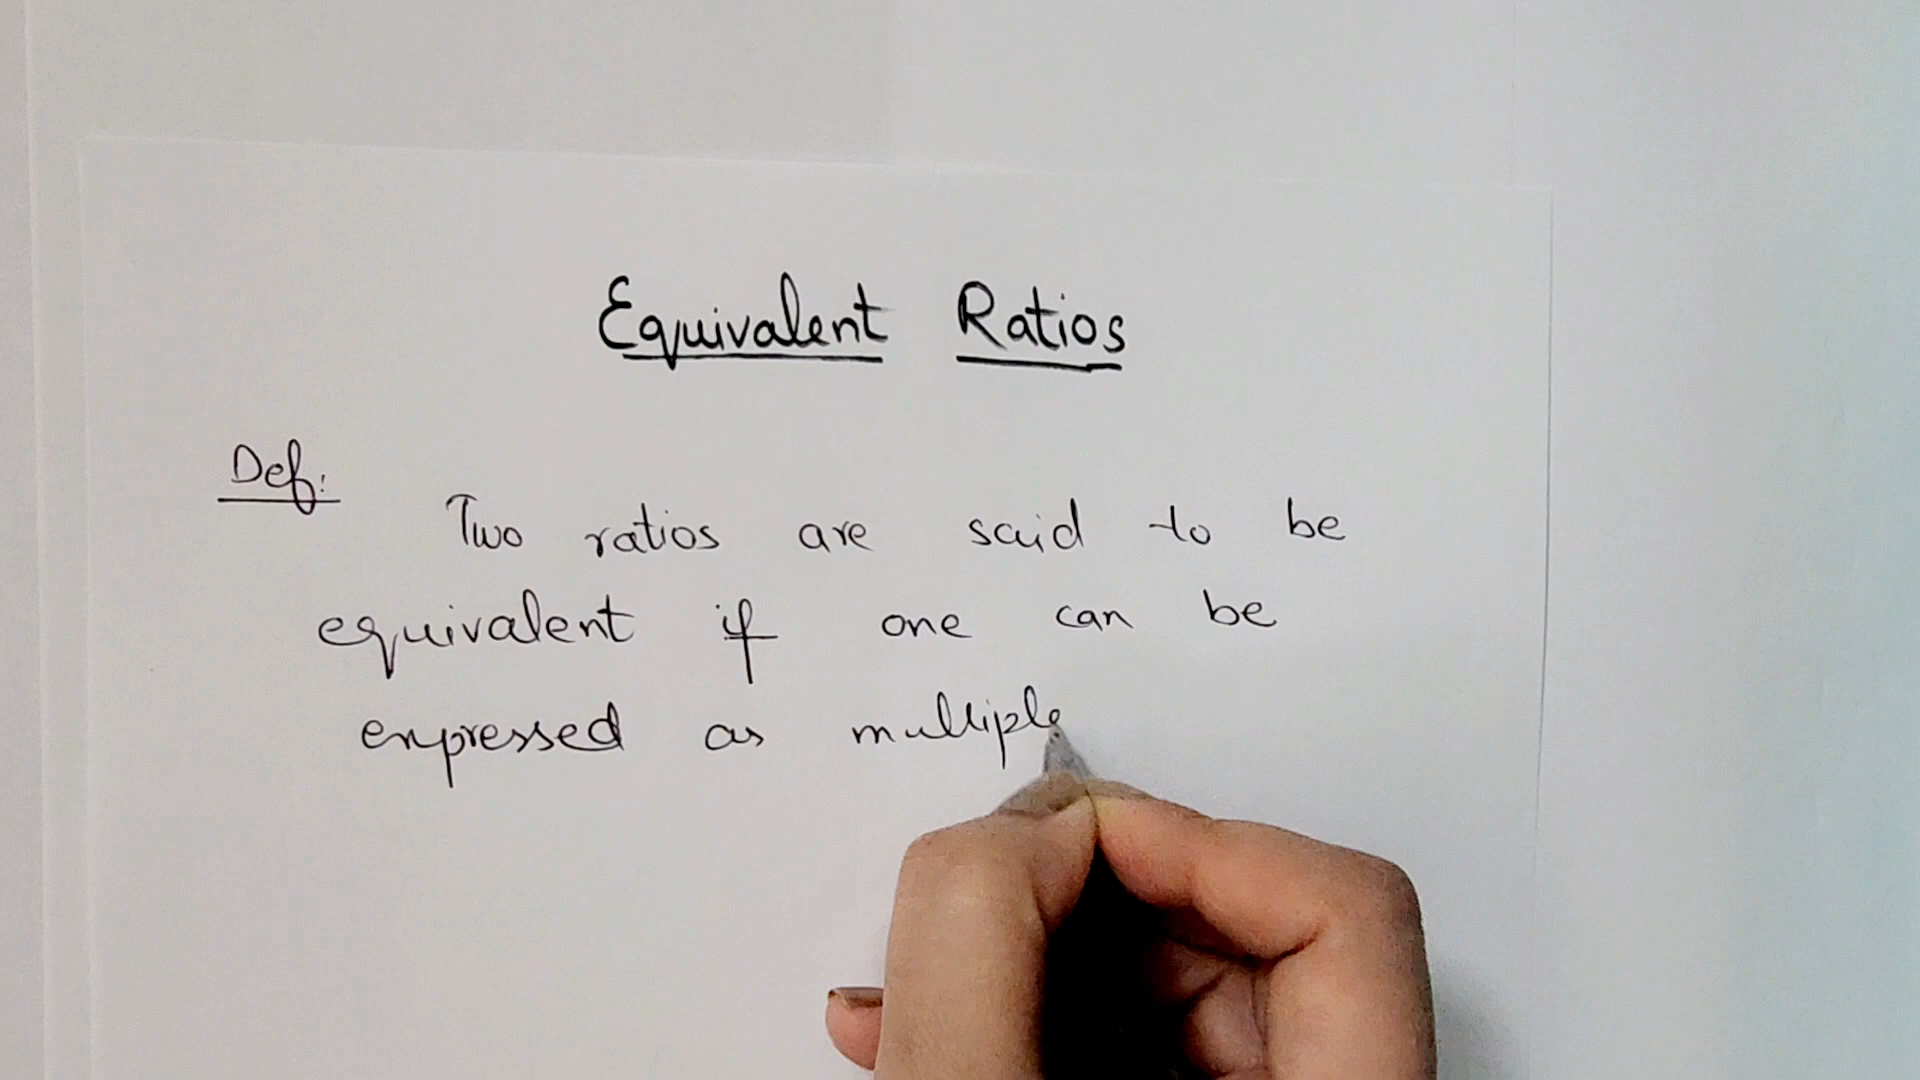 Equivalent Ratios
Def:
Two ratios are said to be
equivalent if one can be
expressed as multiple